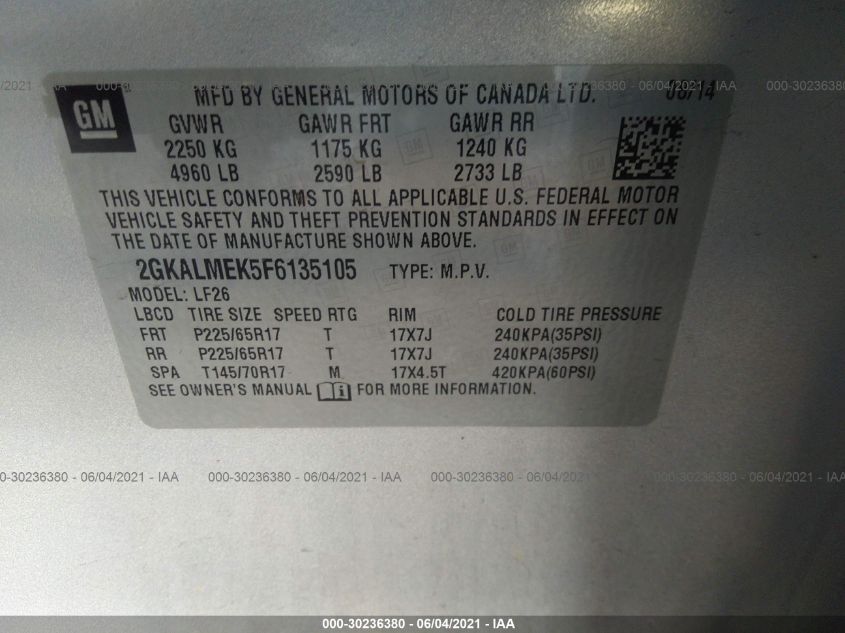 000-30236380 - 06/04/2021 - IAA
GM
MFD BY GENERAL MOTORS OF CANADA LTD. 08/14
GVWR GAWR FRT GAWR RR
2250 KG 1175 KG 1240 KG
4960 LB 2590 LB 2733 LB
THIS VEHICLE CONFORMS TO ALL APPLICABLE U.S. FEDERAL MOTOR
VEHICLE SAFETY AND THEFT PREVENTION STANDARDS IN EFFECT ON
THE DATE OF MANUFACTURE SHOWN ABOVE.
2GKALMEK5F6135105 TYPE: M.P.V.
MODEL: LF26
LBCD TIRE SIZE SPEED RTG RIM COLD TIRE PRESSURE
FRT P225/65R17 T 17X7J 240KPA(35PSI)
RR P225/65R17 T 17X7J 240KPA(35PSI)
SPA T145/70R17 M 17X4.5T 420KPA(60PSI)
SEE OWNER'S MANUAL FOR MORE INFORMATION.
0-30236380 - 06/04/2021 - IAA 000-30236380 - 06/04/2021 - IAA 000-30236380 - 06/04/2021 - IAA 000-30236380 - 06/
000-30236380 - 06/04/2021 - IAA